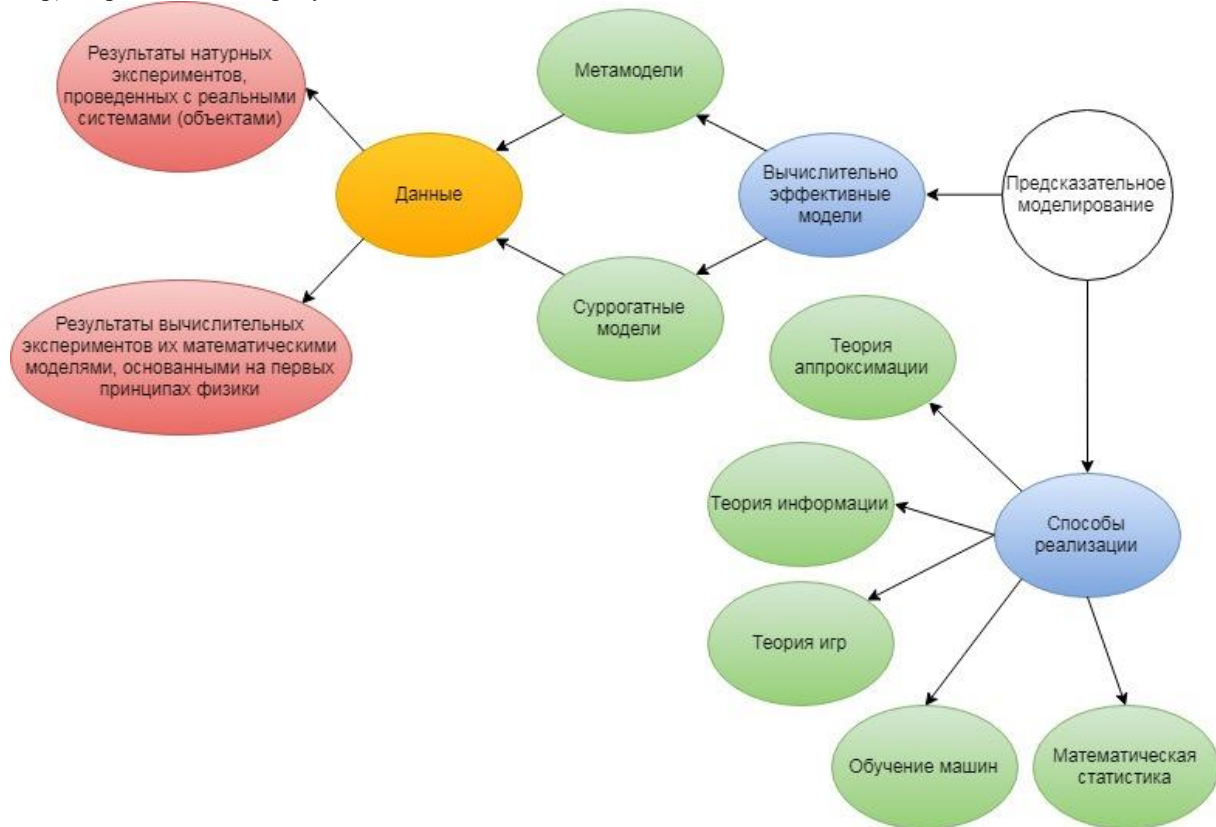 Результаты натурных
экспериментов,
проведенных с реальными
системами (объектами)
Метамодели
Данные
Вычислительно
эффективные
модели
Предсказательное
моделирование
Суррогатные
модели
Результаты вычислительных
экспериментов их математическими
моделями, основанными на первых
принципах физики
Теория
аппроксимации
Теория информации
Способы
реализации
Теория игр
Обучение машин
Математическая
статистика